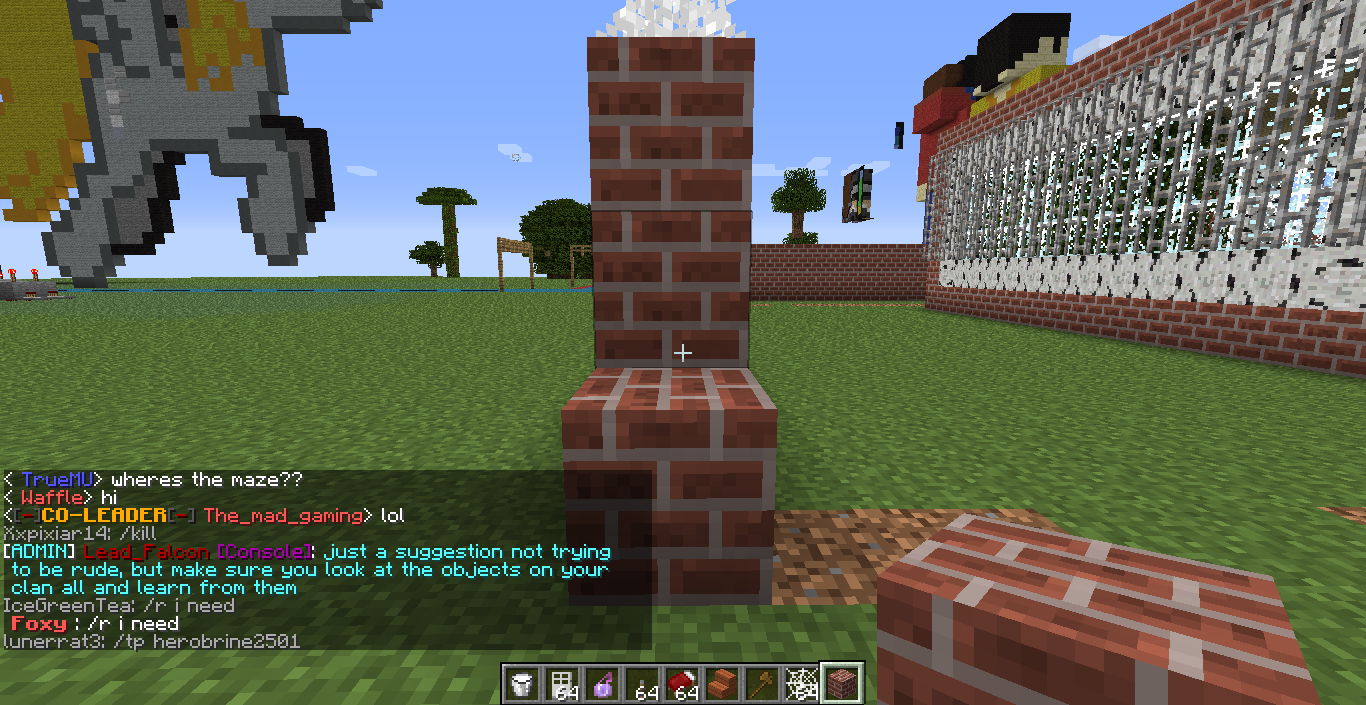 < TrueMU> wheres the maze??
< Waffle> hi
<[-]CO-LEADER[-] The_mad_gaming> lol
Xxpixiar14: /kill
[ADMIN] Lead_Falcon [Console]: just a suggestion not trying
to be rude, but make sure you look at the objects on your
clan all and learn from them
IceGreenTea: /r i need
Foxy : /r i need
lunerrat3: /tp herobrine2501
64 64 64 64